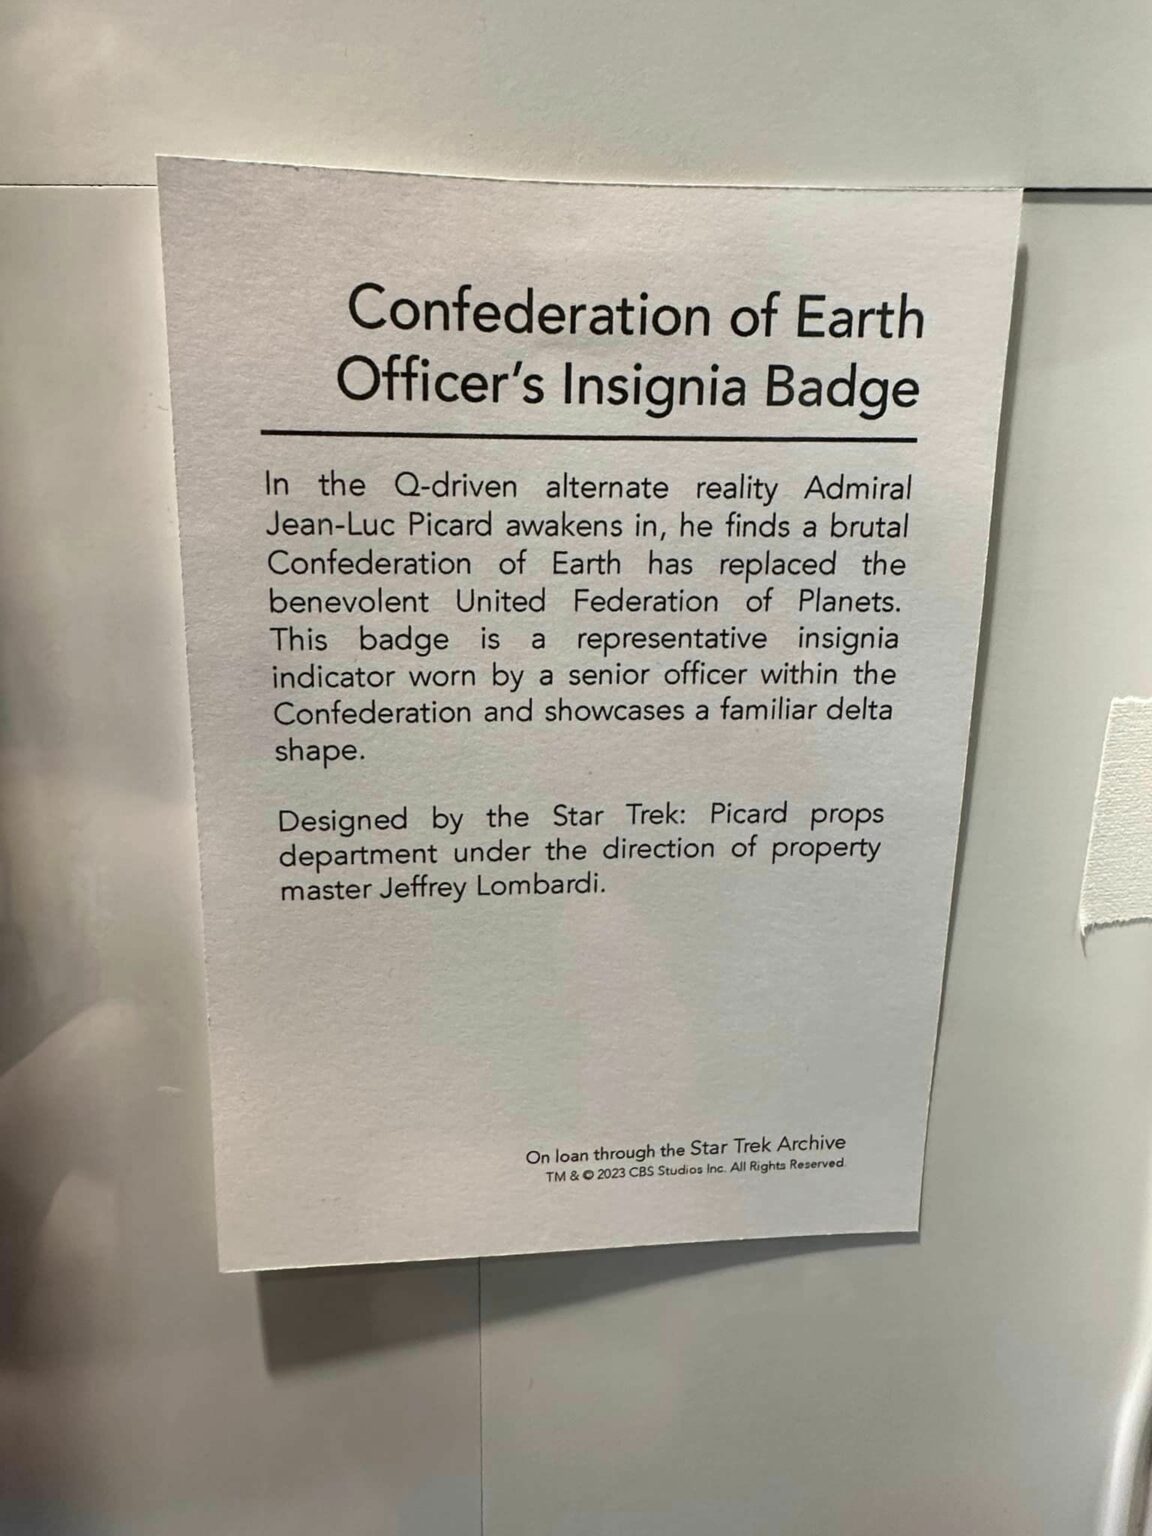 Confederation of Earth
Officer's Insignia Badge
In the Q-driven alternate reality Admiral
Jean-Luc Picard awakens in, he finds a brutal
Confederation of Earth has replaced the
benevolent United Federation of Planets.
This badge is a representative insignia
indicator worn by a senior officer within the
Confederation and showcases a familiar delta
shape.
Designed by the Star Trek: Picard props
department under the direction of property
master Jeffrey Lombardi.
On loan through the Star Trek Archive
TM & © 2023 CBS Studios Inc. All Rights Reserved.